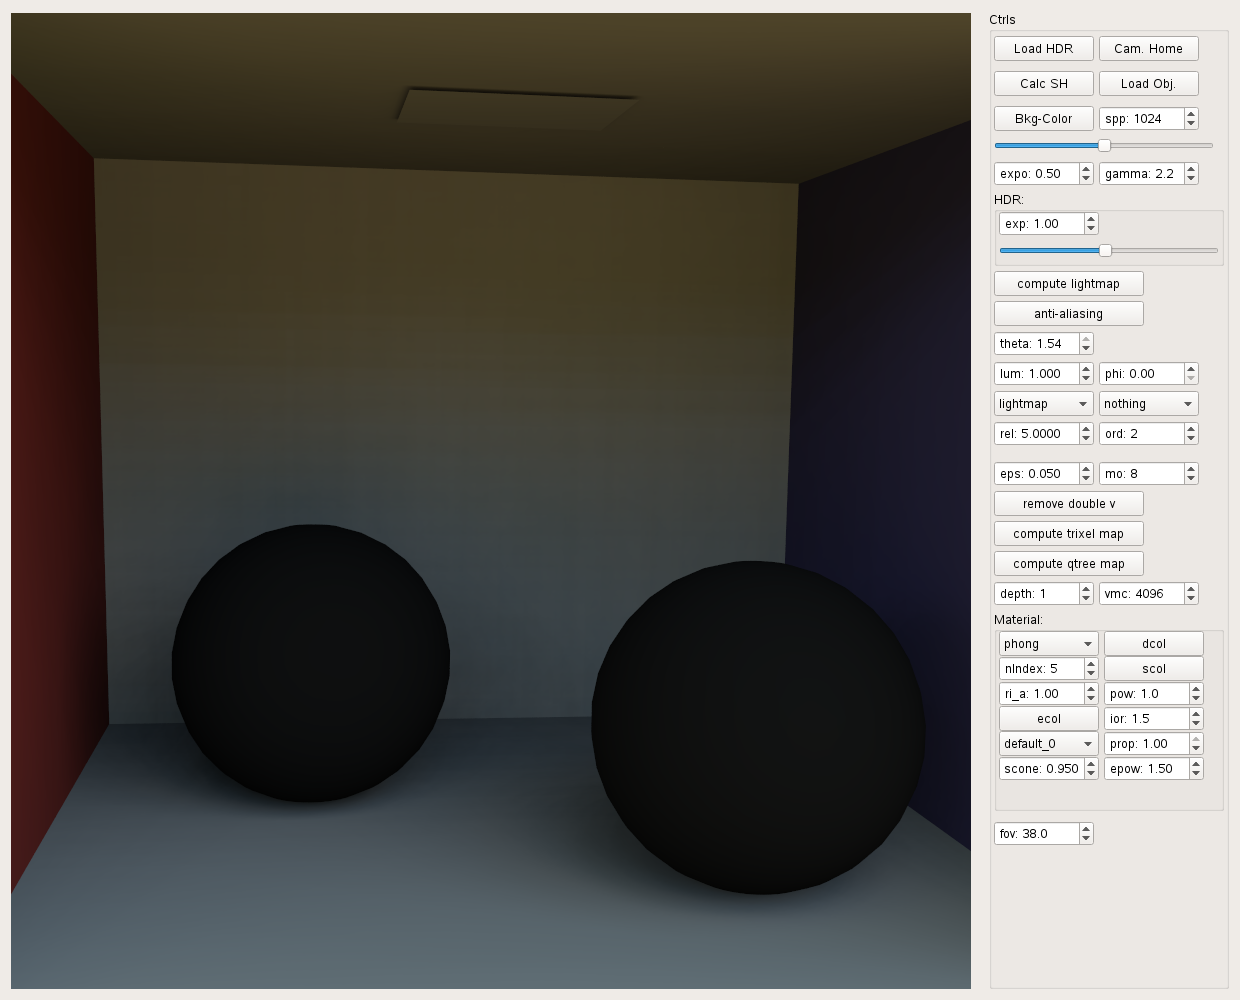 Ctrls
Load HDR Cam. Home
Calc SH Load Obj.
Bkg-Color spp: 1024
expo: 0.50 gamma: 2.2
HDR:
exp: 1.00
compute lightmap
anti-aliasing
theta: 1.54
lum: 1.000 phi: 0.00
lightmap nothing
rel: 5.0000 ord: 2
eps: 0.050 mo: 8
remove double v
compute trixel map
compute qtree map
depth: 1 vmc: 4096
Material:
phong dcol
nIndex: 5 scol
ri_a: 1.00 pow: 1.0
ecol ior: 1.5
default_0 prop: 1.00
scone: 0.950 epow: 1.50
fov: 38.0